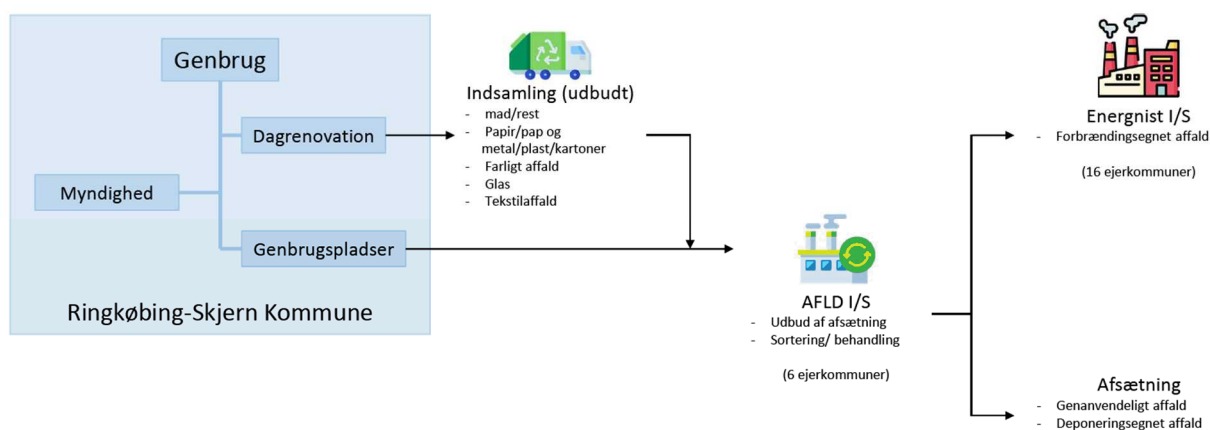 Genbrug
Dagrenovation
Myndighed
Genbrugspladser
Ringkøbing-Skjern Kommune
Indsamling (udbudt)
- mad/rest
- Papir/pap og
metal/plast/kartoner
- Farligt affald
- Glas
- Tekstilaffald
AFLD I/S
- Udbud af afsætning
- Sortering/ behandling
(6 ejerkommuner)
Energnist I/S
- Forbrændingsegnet affald
(16 ejerkommuner)
Afsætning
- Genanvendeligt affald
- Deponeringsegnet affald